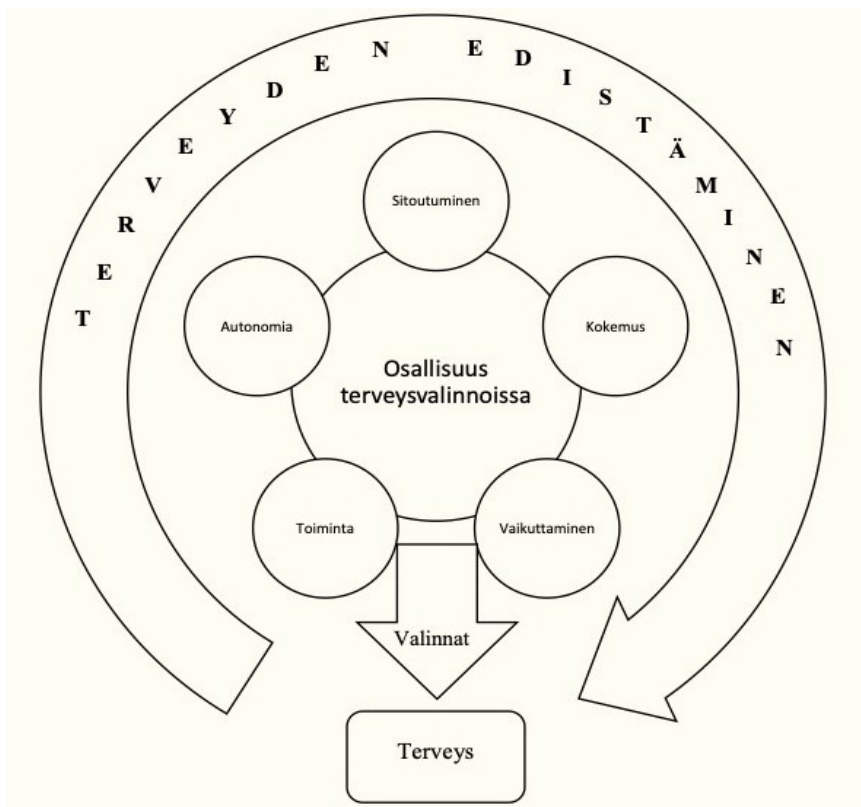 TERVEYDEN EDISTÄMINEN
Sitoutuminen
Autonomia
Kokemus
Osallisuus
terveysvalinnoissa
Toiminta
Vaikuttaminen
Valinnat
Terveys